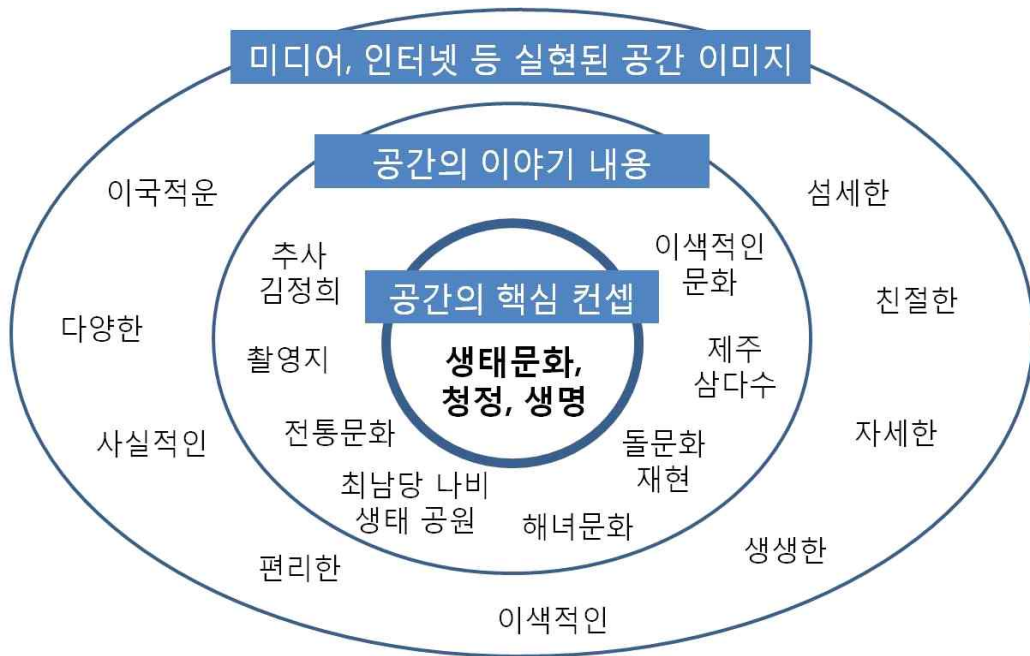 미디어, 인터넷 등 실현된 공간 이미지
공간의 이야기 내용
이국적운
섬세한
추사
김정희
이색적인
문화
공간의 핵심 컨셉
다양한
친절한
촬영지
생태문화,
청정, 생명
제주
삼다수
사실적인
전통문화
돌문화
재현
자세한
최남당 나비
생태 공원
해녀문화
편리한
생생한
이색적인